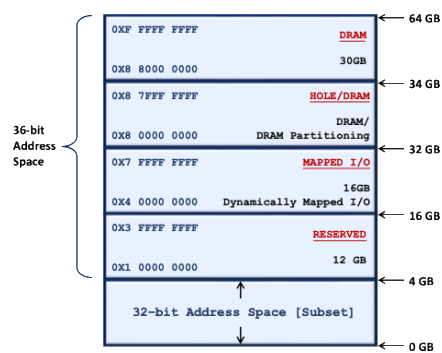 64 GB
0XF FFFF FFFF
DRAM
30GB
0X8 8000 0000
34 GB
0X8 7FFF FFFF
HOLE/DRAM
DRAM/
0X8 0000 0000
DRAM Partitioning
32 GB
36-bit
Address
Space
0X7 FFFF FFFF
MAPPED I/O
16GB
0X4 0000 0000
Dynamically Mapped I/O
16 GB
0X3 FFFF FFFF
RESERVED
12 GB
0X1 0000 0000
4 GB
32-bit Address Space [Subset]
0 GB